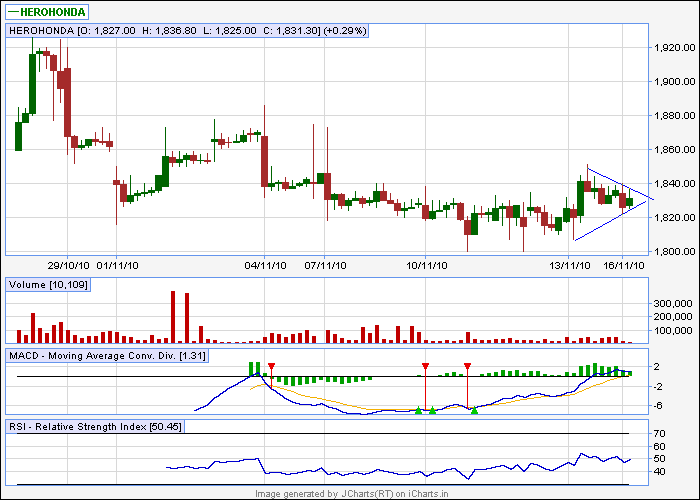 HEROHONDA
HEROHONDA [O: 1,827.00 H: 1,836.80 L: 1,825.00 C: 1,831.30] (+0.29%)
1,920.00
1,900.00
1,880.00
1,860.00
1,840.00
1,820.00
1,800.00
29/10/10 01/11/10 04/11/10 07/11/10 10/11/10 13/11/10 16/11/10
Volume [10,109]
300,000
200,000
100,000
MACD - Moving Average Conv. Div. [1.31]
2
-2
-6
RSI - Relative Strength Index [50.45]
70
60
50
40
Image generated by JCharts(RT) on iCharts.in